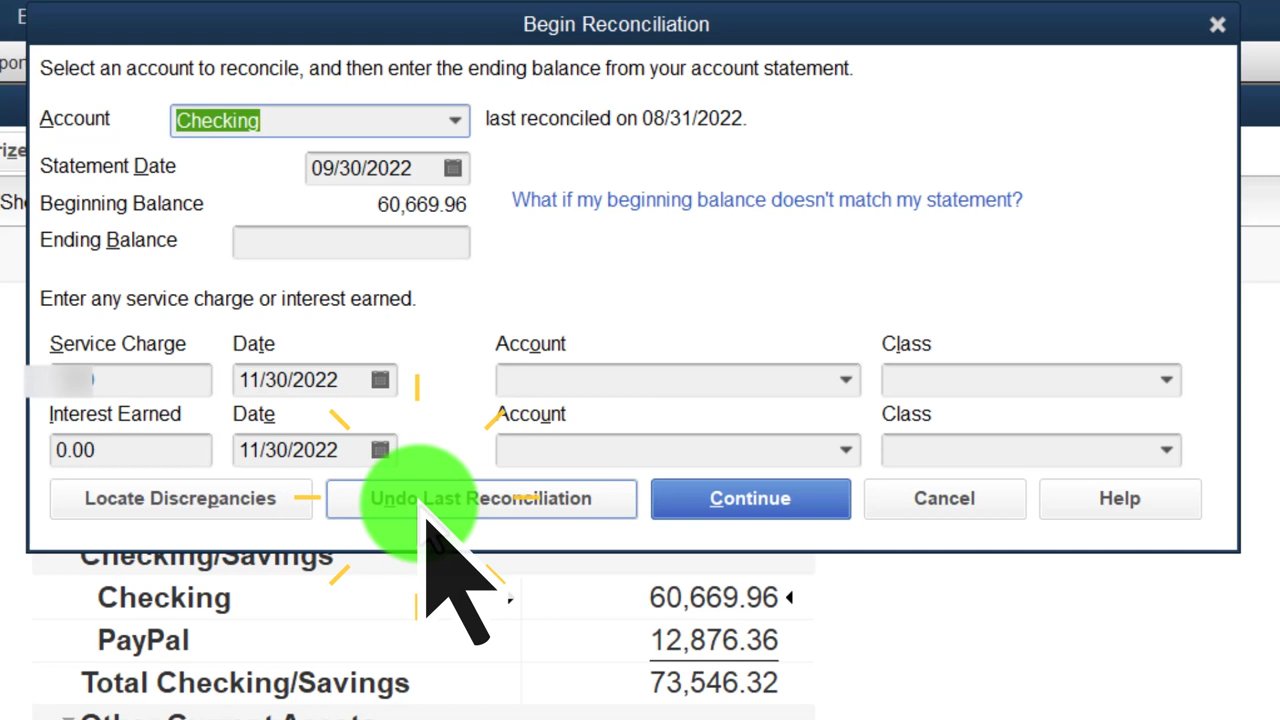 Begin Reconciliation
Select an account to reconcile, and then enter the ending balance from your account statement.
Account Checking last reconciled on 08/31/2022.
Statement Date 09/30/2022
Beginning Balance 60,669.96 What if my beginning balance doesn't match my statement?
Ending Balance
Enter any service charge or interest earned.
Service Charge Date Account Class
11/30/2022
Interest Earned Date Account Class
0.00 11/30/2022
Locate Discrepancies Undo Last Reconciliation Continue Cancel Help
Checking/Savings
Checking 60,669.96
PayPal 12,876.36
Total Checking/Savings 73,546.32